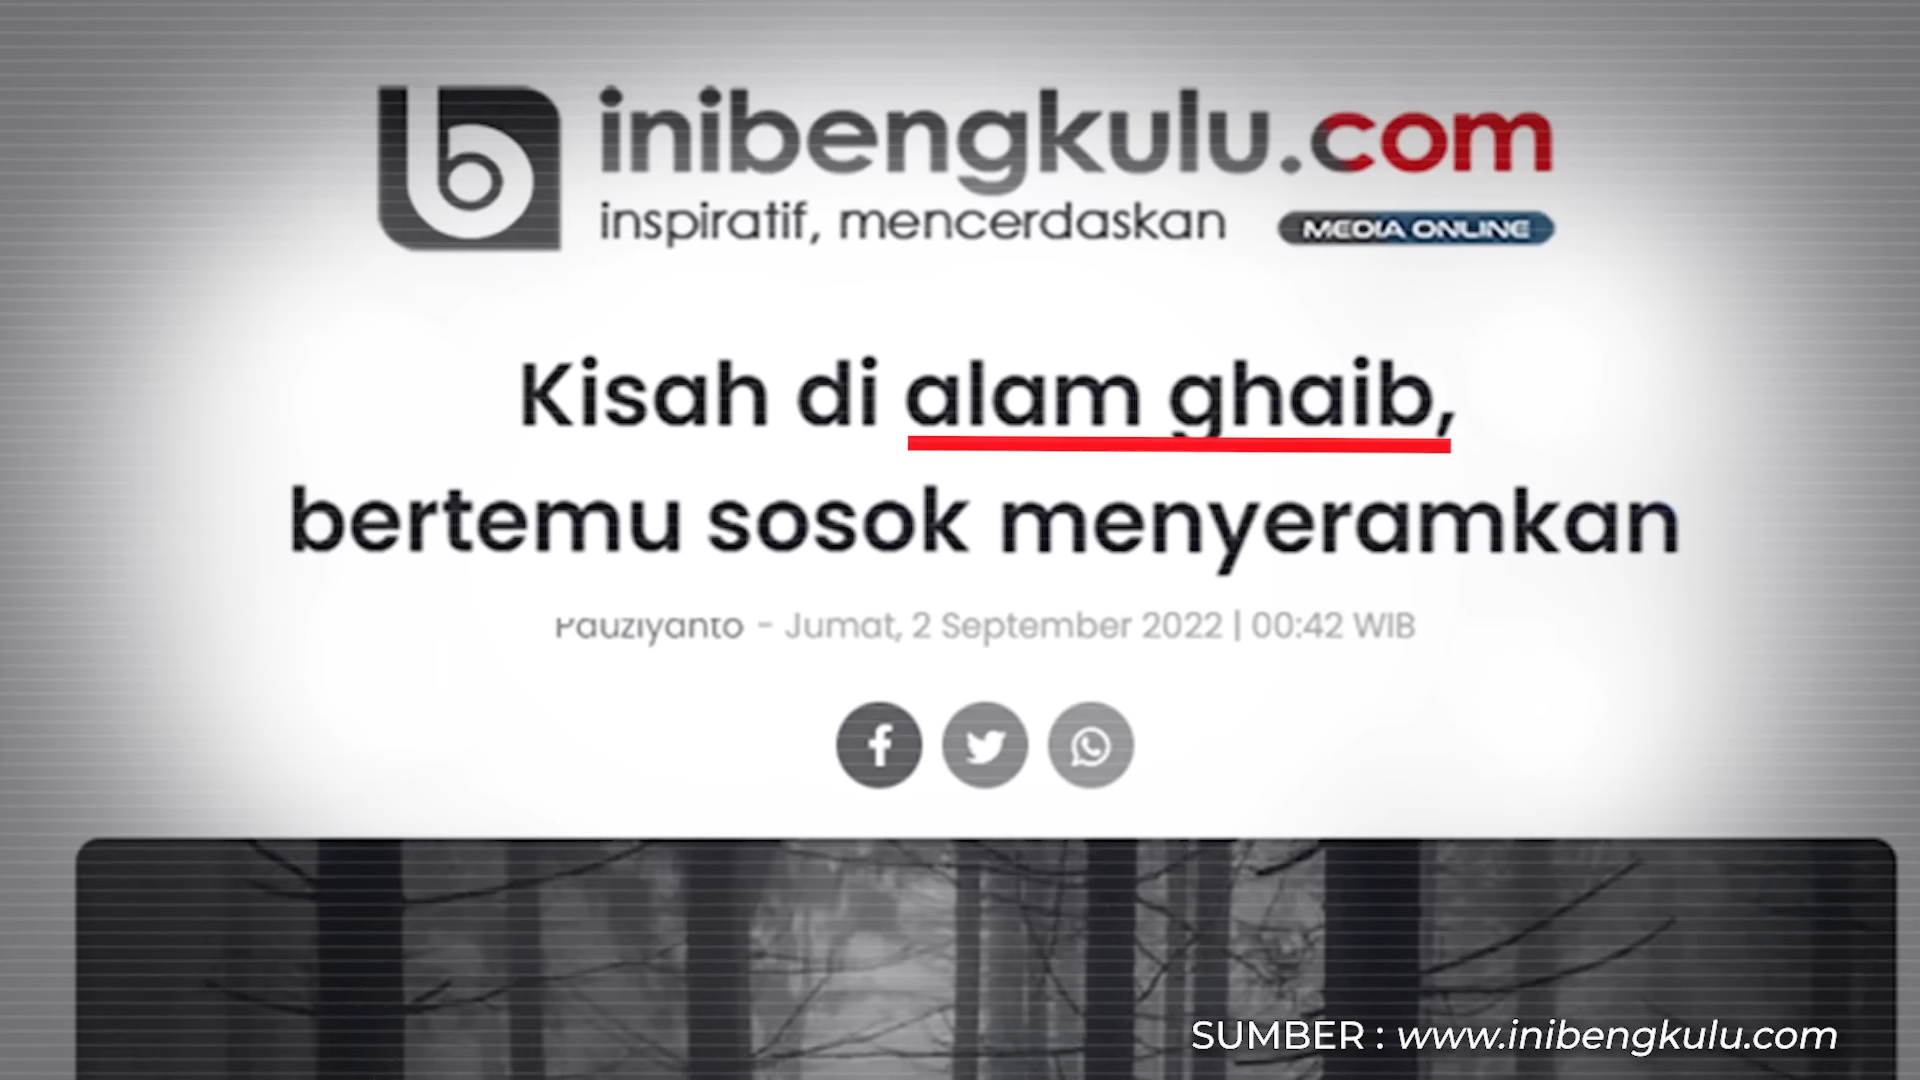 inibengkulu.com
inspiratif, mencerdaskan MEDIA ONLINE
Kisah di alam ghaib,
bertemu sosok menyeramkan
Pauziyanto - Jumat, 2 September 2022 | 00:42 WIB
SUMBER : www.inibengkulu.com